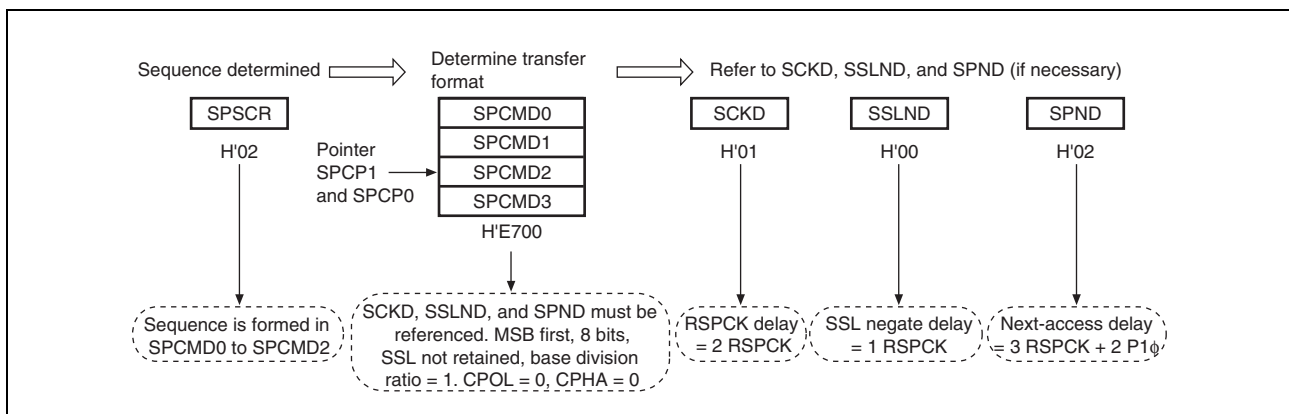 Sequence determined
Determine transfer
format
Refer to SCKD, SSLND, and SPND (if necessary)
SPSCR
H'02
Pointer
SPCP1
and SPCP0
SPCMD0
SPCMD1
SPCMD2
SPCMD3
H'E700
SCKD
H'01
SSLND
H'00
SPND
H'02
Sequence is formed in
SPCMD0 to SPCMD2
SCKD, SSLND, and SPND must be
referenced. MSB first, 8 bits,
SSL not retained, base division
ratio = 1. CPOL = 0, CPHA = 0
RSPCK delay
= 2 RSPCK
SSL negate delay
= 1 RSPCK
Next-access delay
= 3 RSPCK + 2 P1ϕ